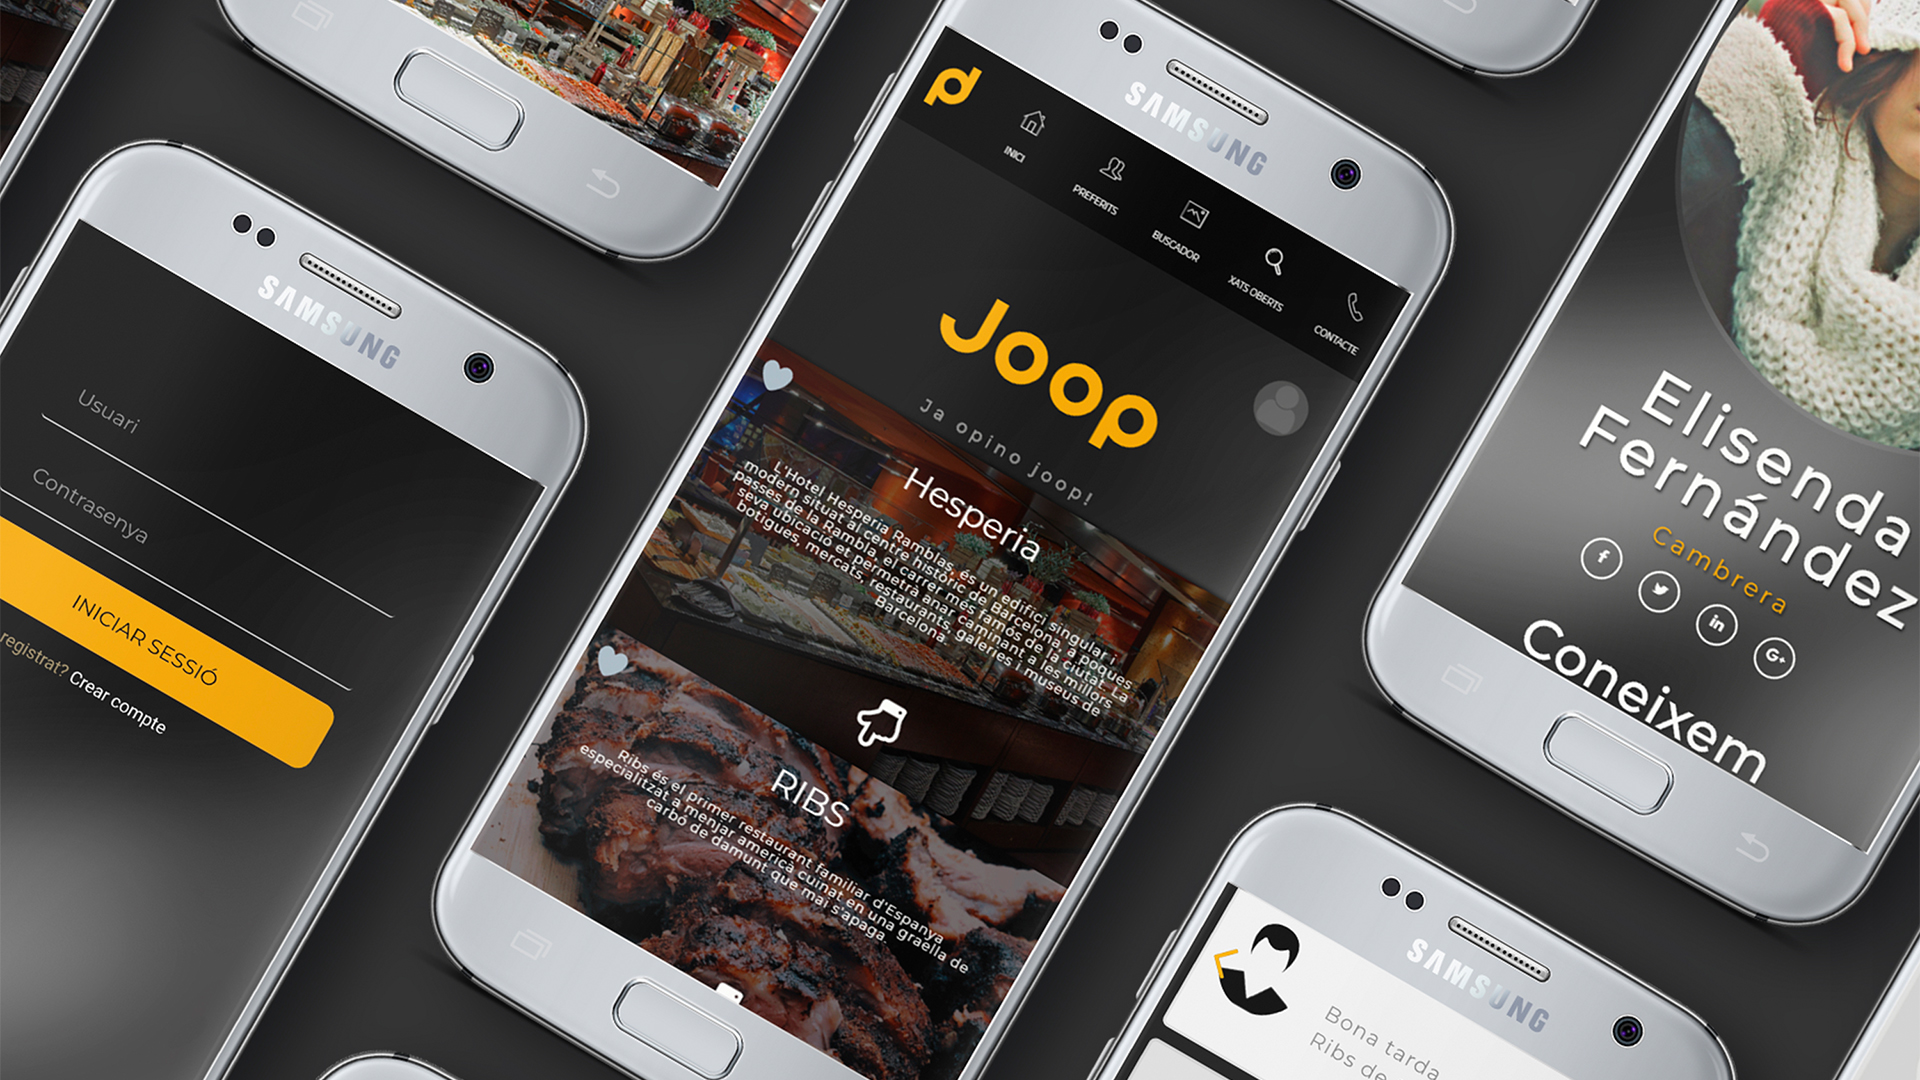 SAMSUNG
Usuari
Contrasenya
INICIAR SESSIÓ
registrat? Crear compte
SAMSUNG
INICI
PREFERITS
BUSCADOR
XATS OBERTS
CONTACTE
Joop
Ja opino joop!
Hesperia
L'Hotel Hesperia Ramblas, és un edifici singular i
modern situat al centre històric de Barcelona, a poques
passes de la Rambla, el carrer més famós de la ciutat. La
seva ubicació et permetrà anar caminant a les millors
botigues, mercats, restaurants, galeries i museus de
Barcelona.
RIBS
Ribs és el primer restaurant familiar d'Espanya
especialitzat a menjar americà cuinat en una graella de
carbó de damunt que mai s'apaga.
Elisenda
Fernández
Cambrera
f
in
G+
Coneixem
SAMSUNG
Bona tarda
Ribs de